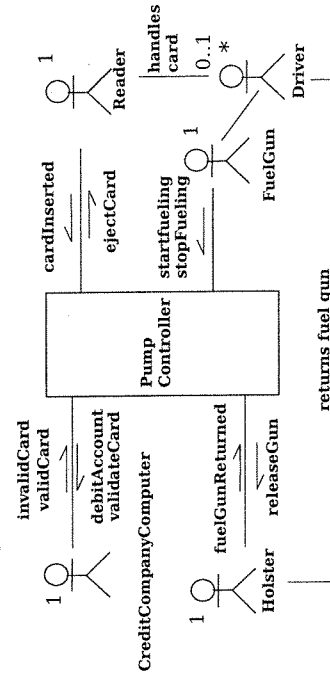 invalidCard
validCard
debitAccount
validateCard
1
CreditCompanyComputer
fuelGunReturned
releaseGun
1
Holster
Pump
Controller
cardInserted
ejectCard
1
Reader
handles
card
0..1
*
Driver
startfueling
stopFueling
1
FuelGun
returns fuel gun